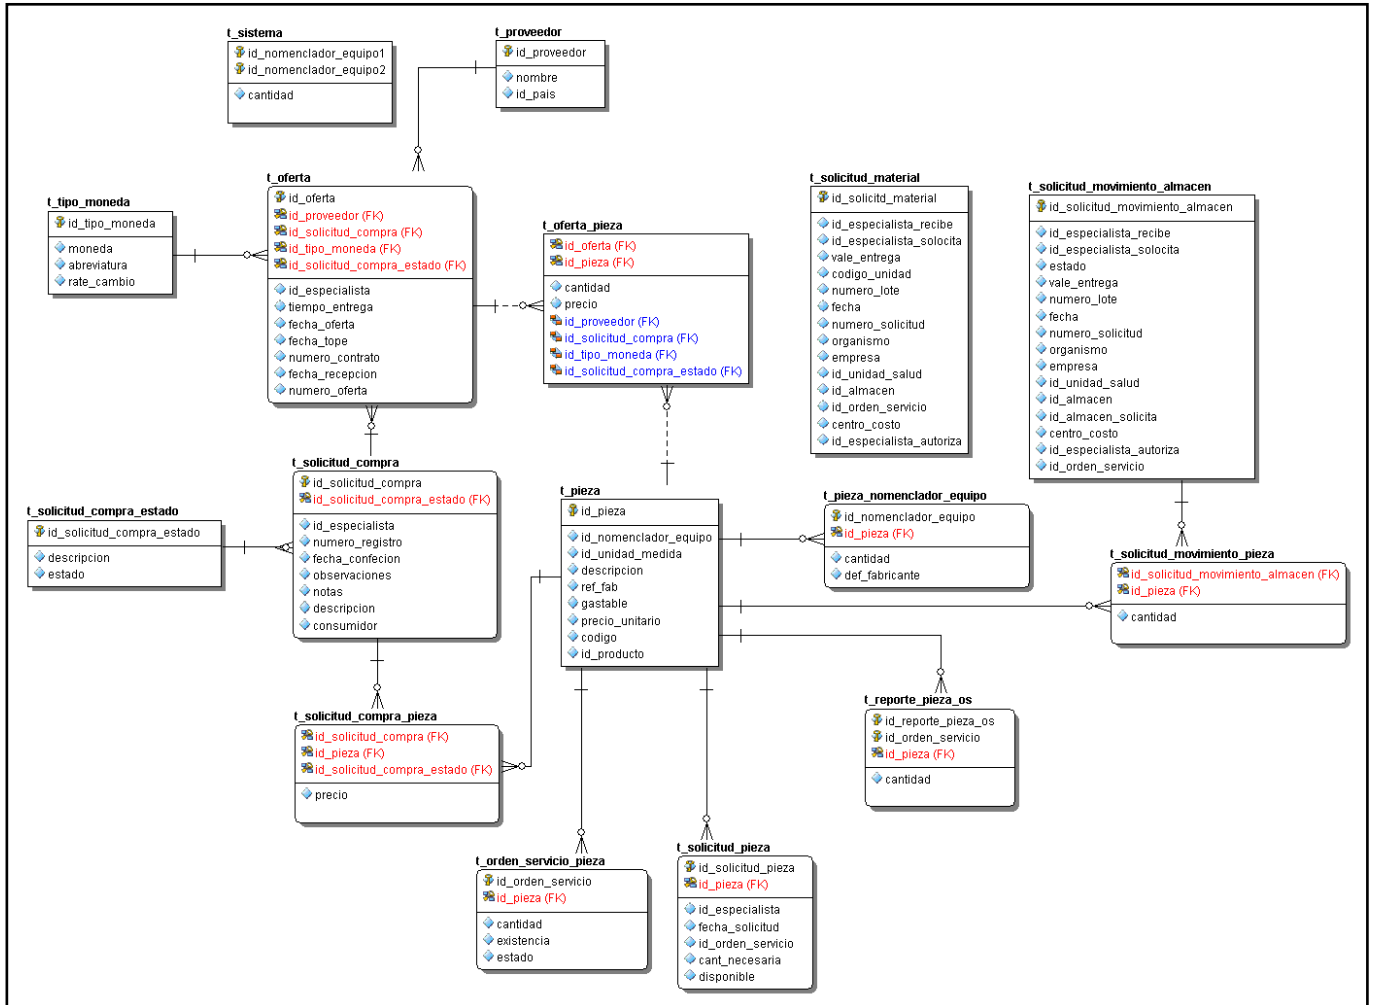 t_sistema
id_nomenclador_equipo1
id_nomenclador_equipo2
cantidad
t_proveedor
id_proveedor
nombre
id_pais
t_tipo_moneda
id_tipo_moneda
moneda
abreviatura
rate_cambio
t_oferta
id_oferta
id_proveedor (FK)
id_solicitud_compra (FK)
id_tipo_moneda (FK)
id_solicitud_compra_estado (FK)
id_especialista
tiempo_entrega
fecha_oferta
fecha_tope
numero_contrato
fecha_recepcion
numero_oferta
t_oferta_pieza
id_oferta (FK)
id_pieza (FK)
cantidad
precio
id_proveedor (FK)
id_solicitud_compra (FK)
id_tipo_moneda (FK)
id_solicitud_compra_estado (FK)
t_solicitud_material
id_solicitd_material
id_especialista_recibe
id_especialista_solocita
vale_entrega
codigo_unidad
numero_lote
fecha
numero_solicitud
organismo
empresa
id_unidad_salud
id_almacen
id_orden_servicio
centro_costo
id_especialista_autoriza
t_solicitud_movimiento_almacen
id_solicitud_movimiento_almacen
id_especialista_recibe
id_especialista_solocita
estado
vale_entrega
numero_lote
fecha
numero_solicitud
organismo
empresa
id_unidad_salud
id_almacen
id_almacen_solicita
centro_costo
id_especialista_autoriza
id_orden_servicio
t_solicitud_compra_estado
id_solicitud_compra_estado
descripcion
estado
t_solicitud_compra
id_solicitud_compra
id_solicitud_compra_estado (FK)
id_especialista
numero_registro
fecha_confecion
observaciones
notas
descripcion
consumidor
t_pieza
id_pieza
id_nomenclador_equipo
id_unidad_medida
descripcion
ref_fab
gastable
precio_unitario
codigo
id_producto
t_pieza_nomenclador_equipo
id_nomenclador_equipo
id_pieza (FK)
cantidad
def_fabricante
t_solicitud_movimiento_pieza
id_solicitud_movimiento_almacen (FK)
id_pieza (FK)
cantidad
t_solicitud_compra_pieza
id_solicitud_compra (FK)
id_pieza (FK)
id_solicitud_compra_estado (FK)
precio
t_reporte_pieza_os
id_reporte_pieza_os
id_orden_servicio
id_pieza (FK)
cantidad
t_orden_servicio_pieza
id_orden_servicio
id_pieza (FK)
cantidad
existencia
estado
t_solicitud_pieza
id_solicitud_pieza
id_pieza (FK)
id_especialista
fecha_solicitud
id_orden_servicio
cant_necesaria
disponible